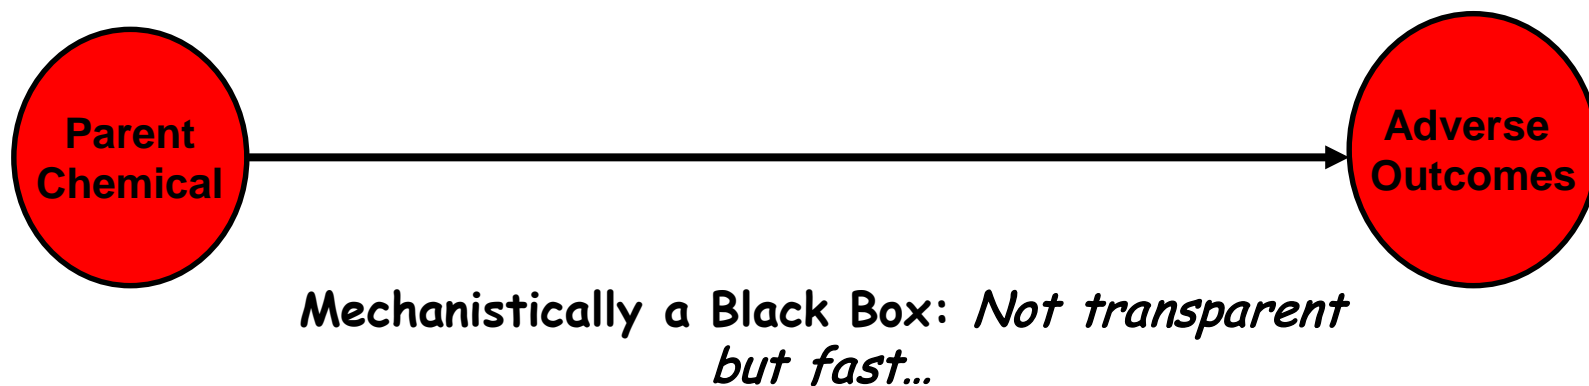 Parent
Chemical
Adverse
Outcomes
Mechanistically a Black Box: Not transparent
but fast...